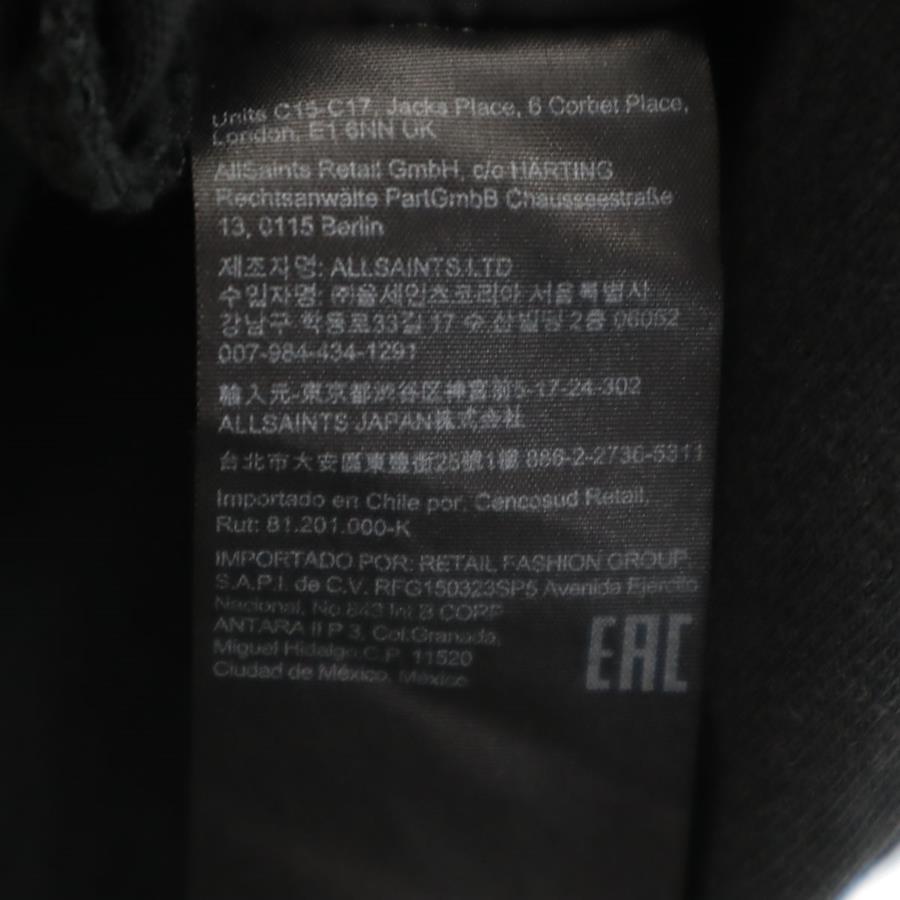 Units C15-C17, Jacks Place, 6 Corbet Place,
London, E1 6NN UK
AllSaints Retail GmbH, c/o HÄRTING
Rechtsanwälte PartGmbB Chausseestraße
13, 0115 Berlin
제조자명: ALLSAINTS LTD
수입자명: ㈜올세인츠코리아 서울특별시
강남구 학동로33길 17 수산빌딩 2층 06052
007-984-434-1291
輸入元-東京都渋谷区神宮前5-17-24-302
ALLSAINTS JAPAN株式会社
台北市大安區東豐街25號1樓 886-2-2736-5311
Importado en Chile por: Cencosud Retail,
Rut: 81.201.000-K
IMPORTADO POR: RETAIL FASHION GROUP
S.A.P.I. de C.V. RFG150323SP5 Avenida Ejército
Nacional, No 843 Int B CORP
ANTARA II P 3, Col.Granada,
Miguel Hidalgo,C.P. 11520
Ciudad de México, México
EAC